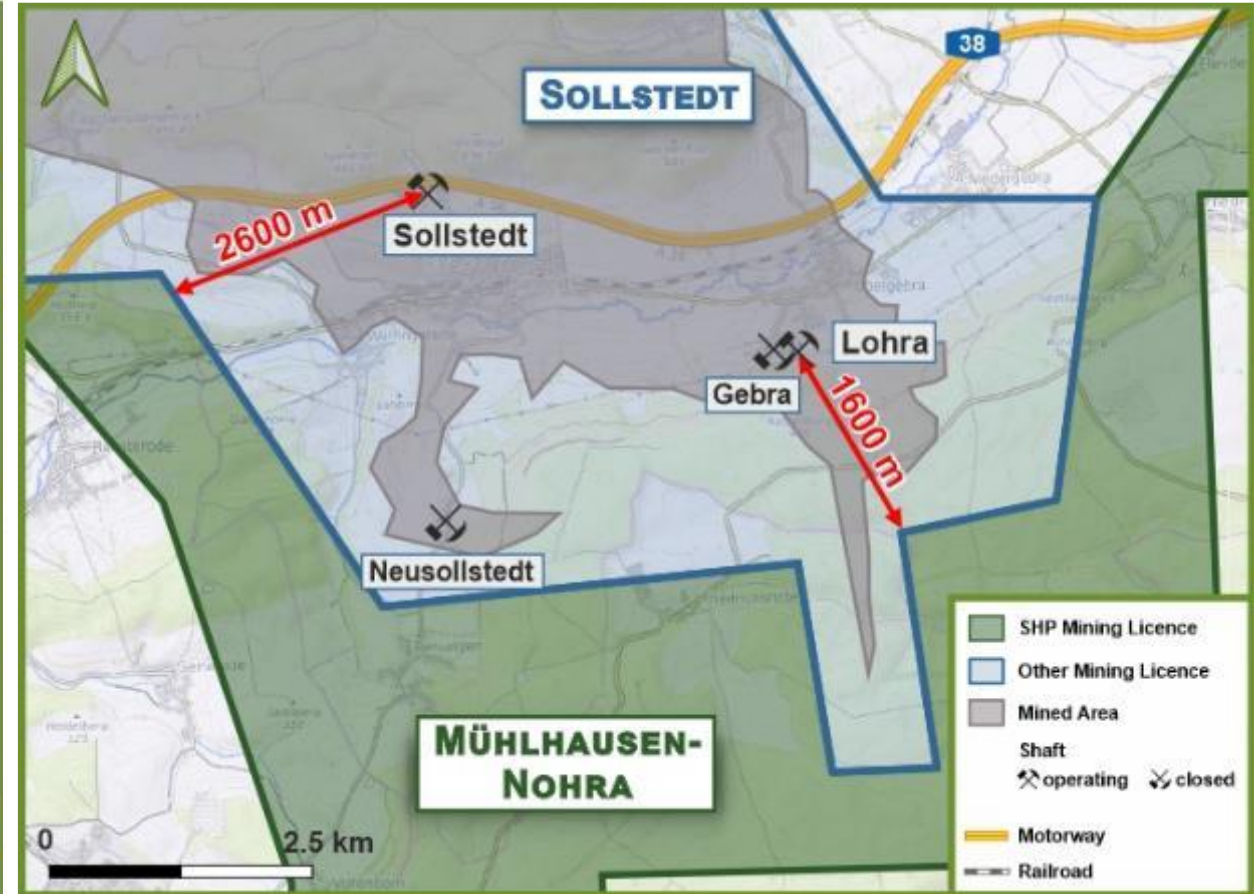 38
SOLLSTEDT
2600 m
Sollstedt
Lohra
Gebra
1600 m
Neusollstedt
MÜHLHAUSEN-
NOHRA
0
2.5 km
SHP Mining Licence
Other Mining Licence
Mined Area
Shaft
operating
closed
Motorway
Railroad